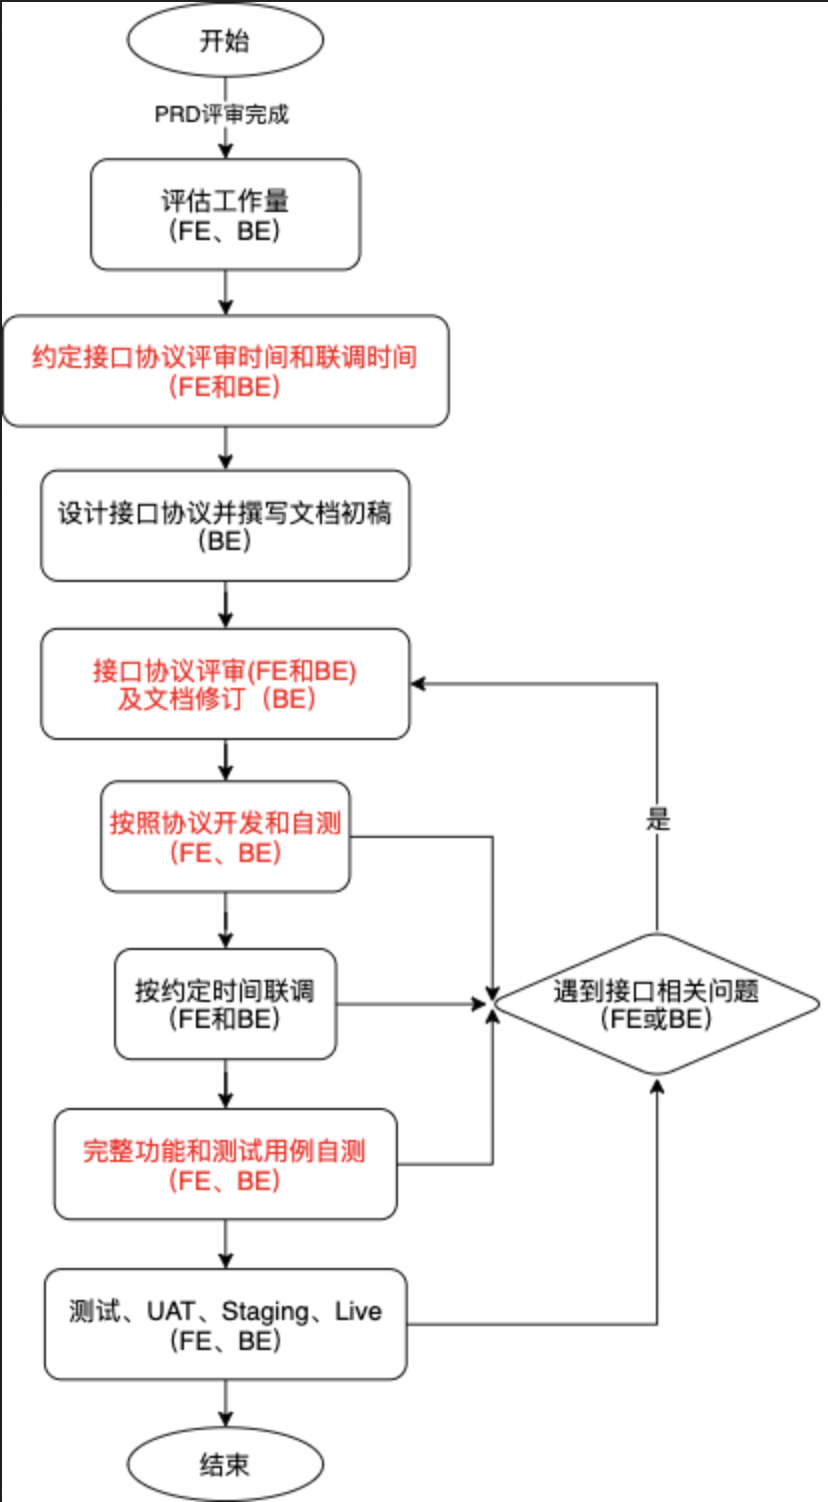 开始
PRD评审完成
评估工作量
（FE、BE）
约定接口协议评审时间和联调时间
（FE和BE）
设计接口协议并撰写文档初稿
（BE）
接口协议评审(FE和BE)
及文档修订（BE）
按照协议开发和自测
（FE、BE）
是
按约定时间联调
（FE和BE）
遇到接口相关问题
（FE或BE）
完整功能和测试用例自测
（FE、BE）
测试、UAT、Staging、Live
（FE、BE）
结束